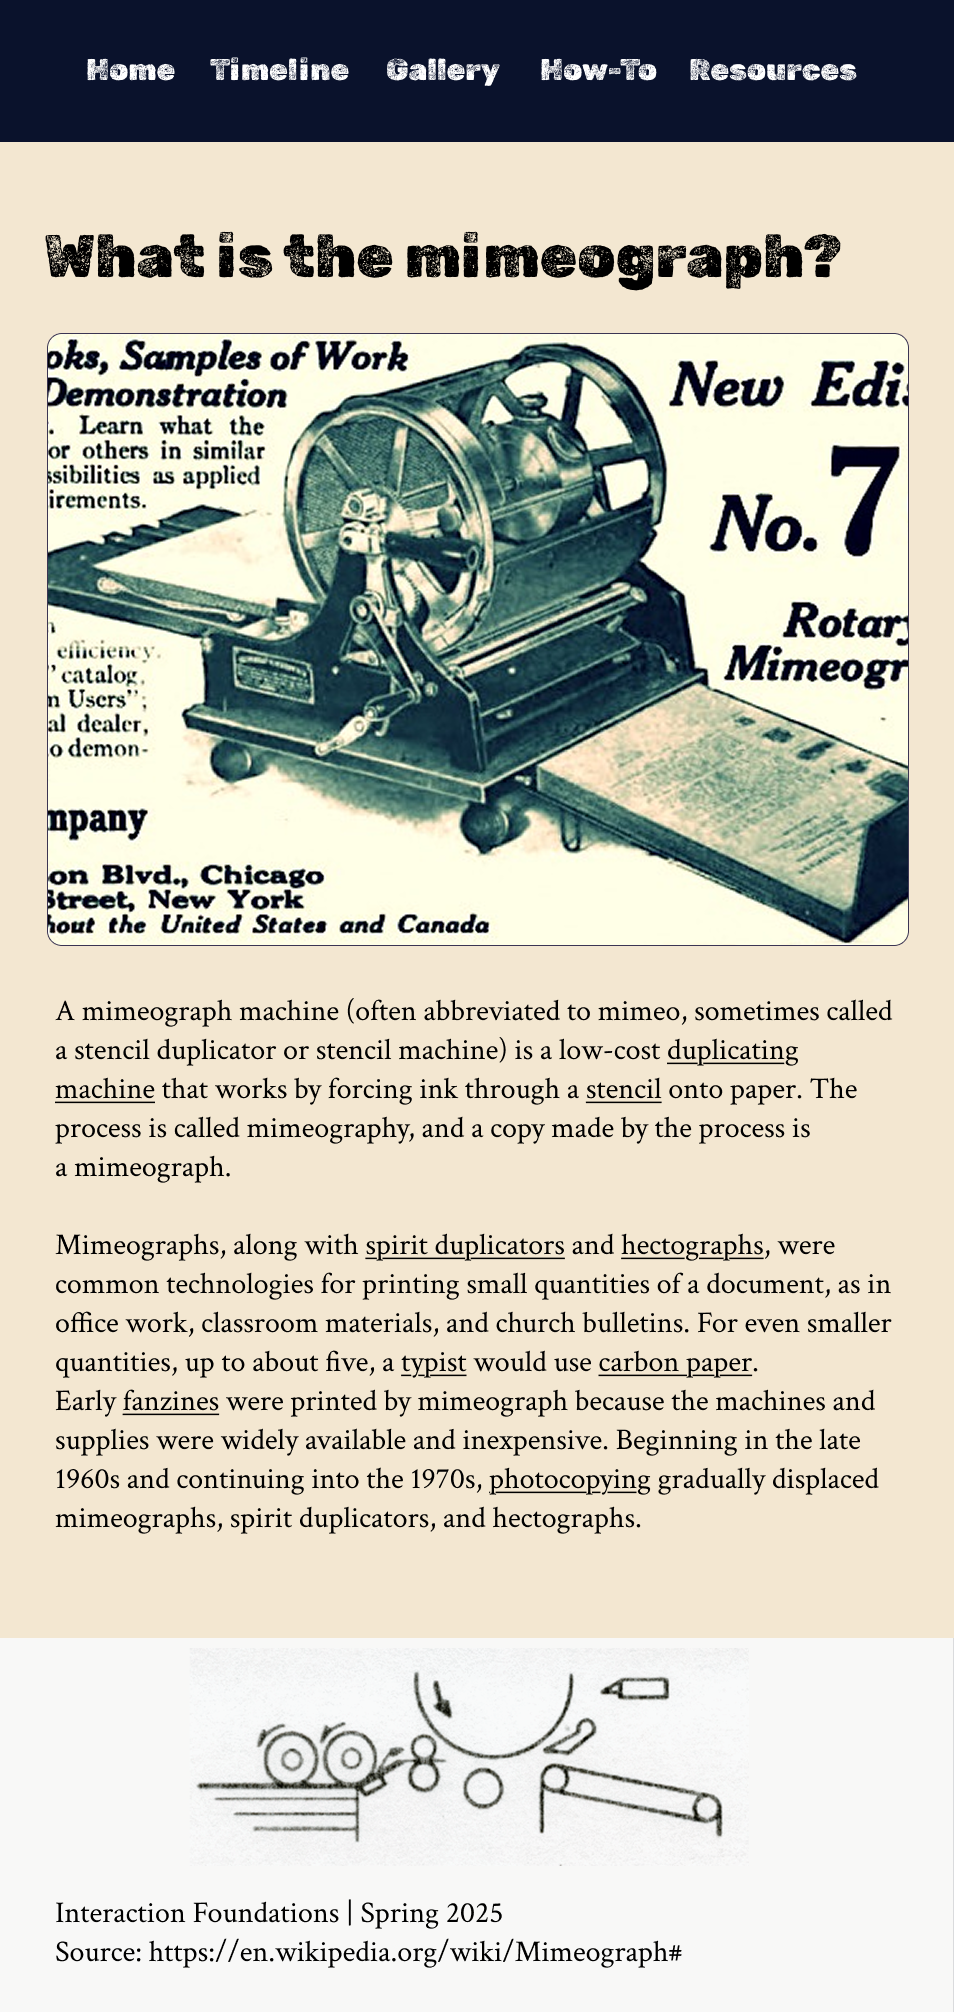 Home Timeline Gallery How-To Resources
What is the mimeograph?
oks, Samples of Work
Demonstration
. Learn what the
or others in similar
ssibilities as applied
irements.
New Edis
No. 7
Rotary
Mimeogr
efficiency.
" catalog,
n Users";
al dealer,
o demon-
mpany
on Blvd., Chicago
Street, New York
hout the United States and Canada
A mimeograph machine (often abbreviated to mimeo, sometimes called
a stencil duplicator or stencil machine) is a low-cost duplicating
machine that works by forcing ink through a stencil onto paper. The
process is called mimeography, and a copy made by the process is
a mimeograph.
Mimeographs, along with spirit duplicators and hectographs, were
common technologies for printing small quantities of a document, as in
office work, classroom materials, and church bulletins. For even smaller
quantities, up to about five, a typist would use carbon paper.
Early fanzines were printed by mimeograph because the machines and
supplies were widely available and inexpensive. Beginning in the late
1960s and continuing into the 1970s, photocopying gradually displaced
mimeographs, spirit duplicators, and hectographs.
Interaction Foundations | Spring 2025
Source: https://en.wikipedia.org/wiki/Mimeograph#